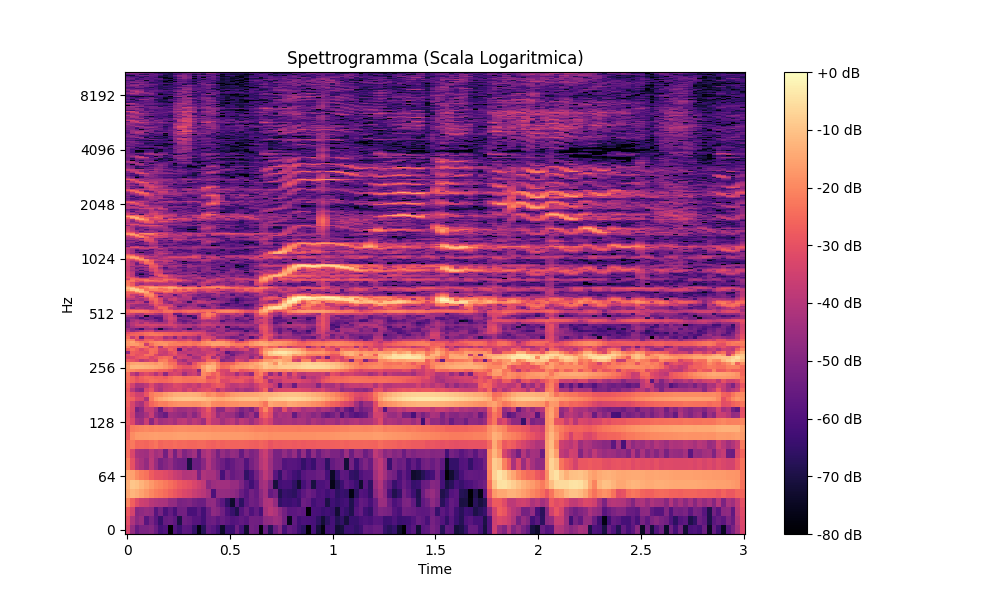 Spettrogramma (Scala Logaritmica)
Hz
8192
4096
2048
1024
512
256
128
64
0
0
0.5
1
1.5
2
2.5
3
Time
+0 dB
-10 dB
-20 dB
-30 dB
-40 dB
-50 dB
-60 dB
-70 dB
-80 dB